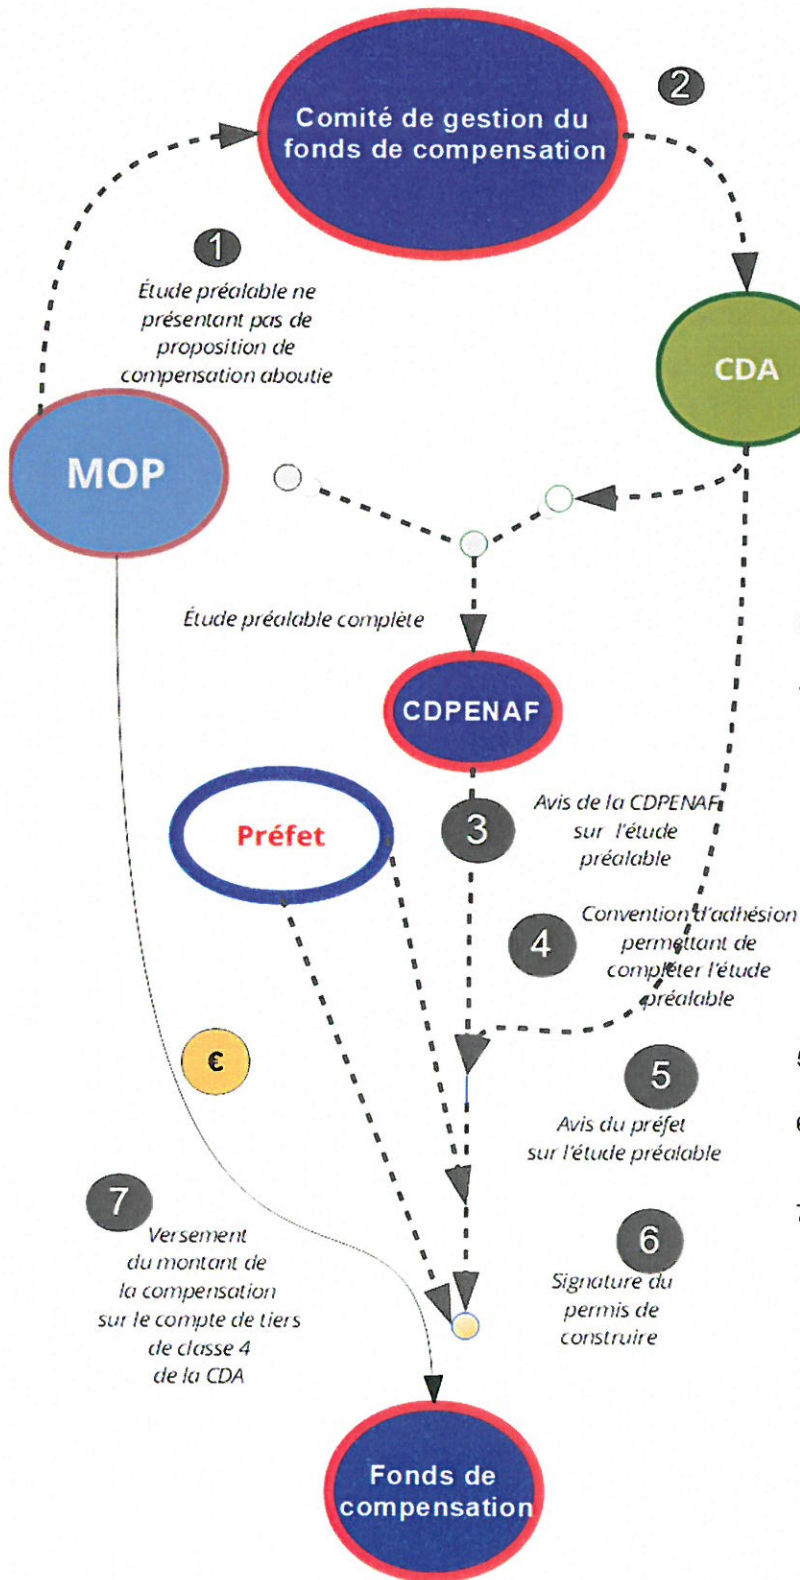 Comité de gestion du
fonds de compensation
2
1
Étude préalable ne
présentant pas de
proposition de
compensation aboutie
CDA
MOP
Étude préalable complète
CDPENAF
Préfet
3
Avis de la CDPENAF
sur l'étude
préalable
4
Convention d'adhésion
permettant de
compléter l'étude
préalable
€
5
Avis du préfet
sur l'étude préalable
7
Versement
du montant de
la compensation
sur le compte de tiers
de classe 4
de la CDA
6
Signature du
permis de
construire
Fonds de
compensation